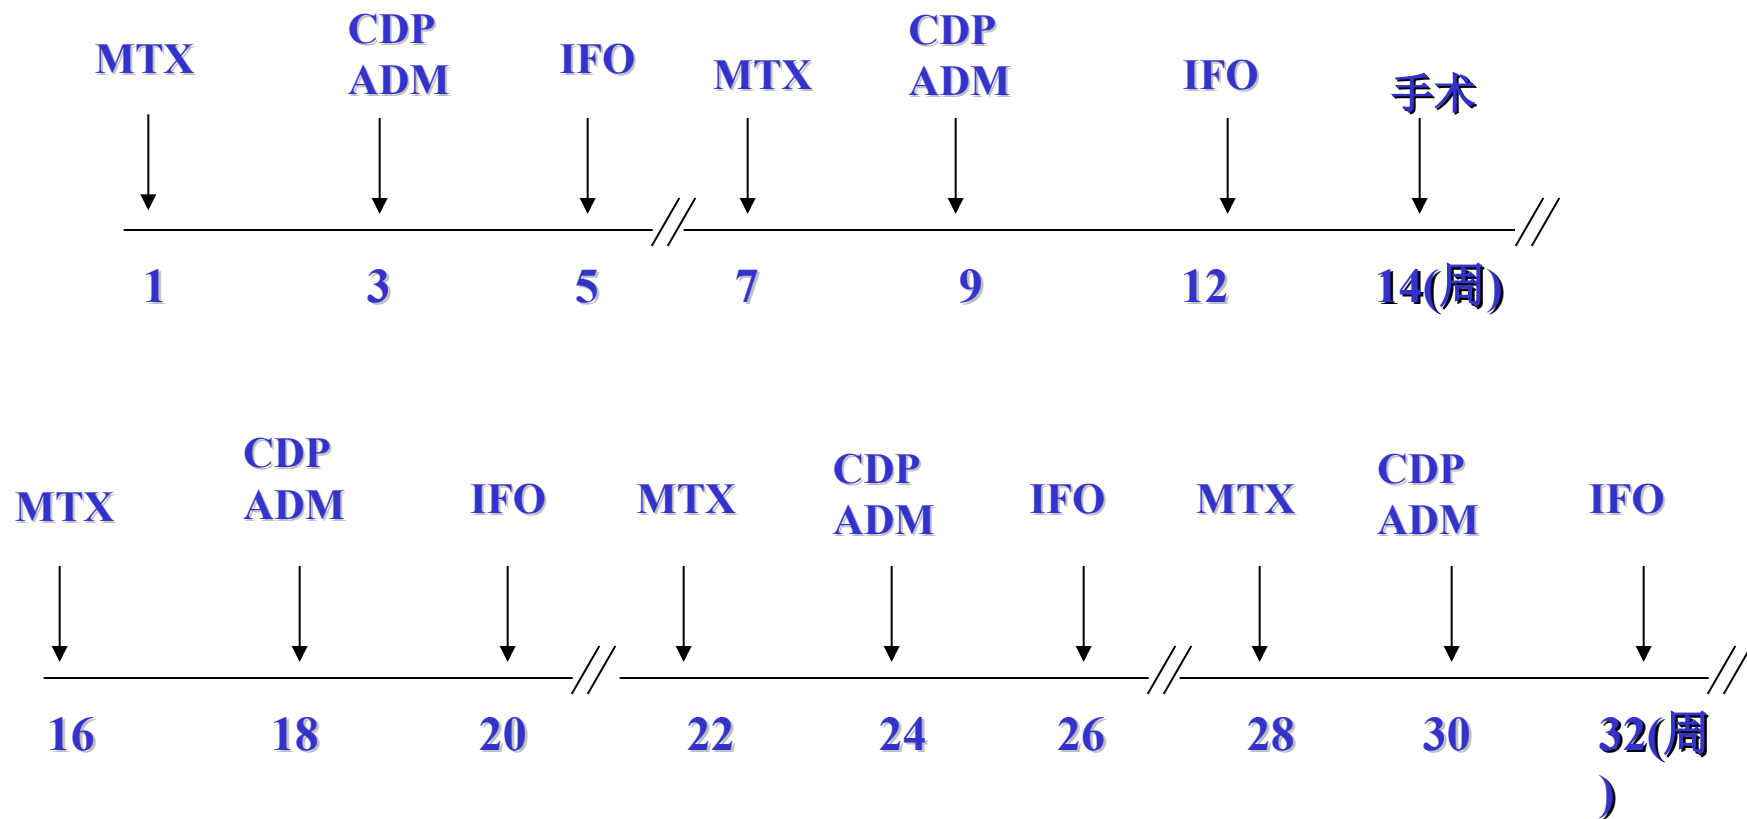 MTX
CDP
ADM
IFO
MTX
CDP
ADM
IFO
手术
1
3
5
7
9
12
14(周)
MTX
CDP
ADM
IFO
MTX
CDP
ADM
IFO
MTX
CDP
ADM
IFO
16
18
20
22
24
26
28
30
32(周
)